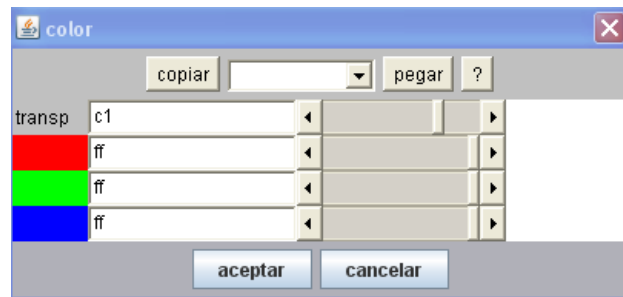 color
copiar pegar ?
transp c1
ff
ff
ff
aceptar cancelar